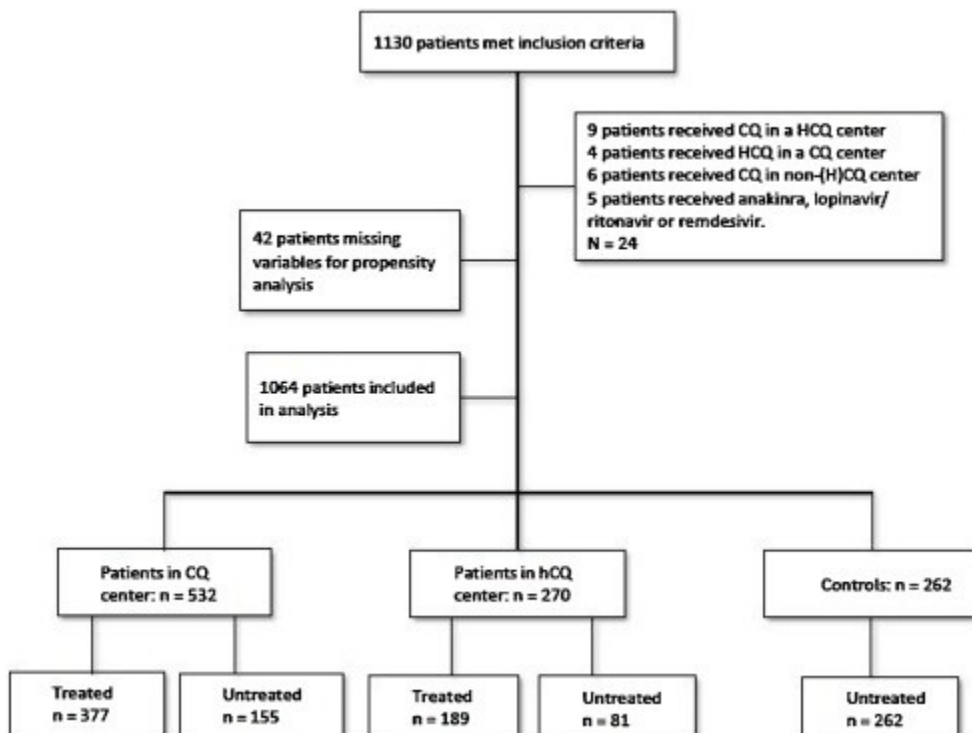 1130 patients met inclusion criteria
9 patients received CQ in a HCQ center
4 patients received HCQ in a CQ center
6 patients received CQ in non-(H)CQ center
5 patients received anakinra, lopinavir/
ritonavir or remdesivir.
N = 24
42 patients missing
variables for propensity
analysis
1064 patients included
in analysis
Patients in CQ
center: n = 532
Patients in hCQ
center: n = 270
Controls: n = 262
Treated
n = 377
Untreated
n = 155
Treated
n = 189
Untreated
n = 81
Untreated
n = 262